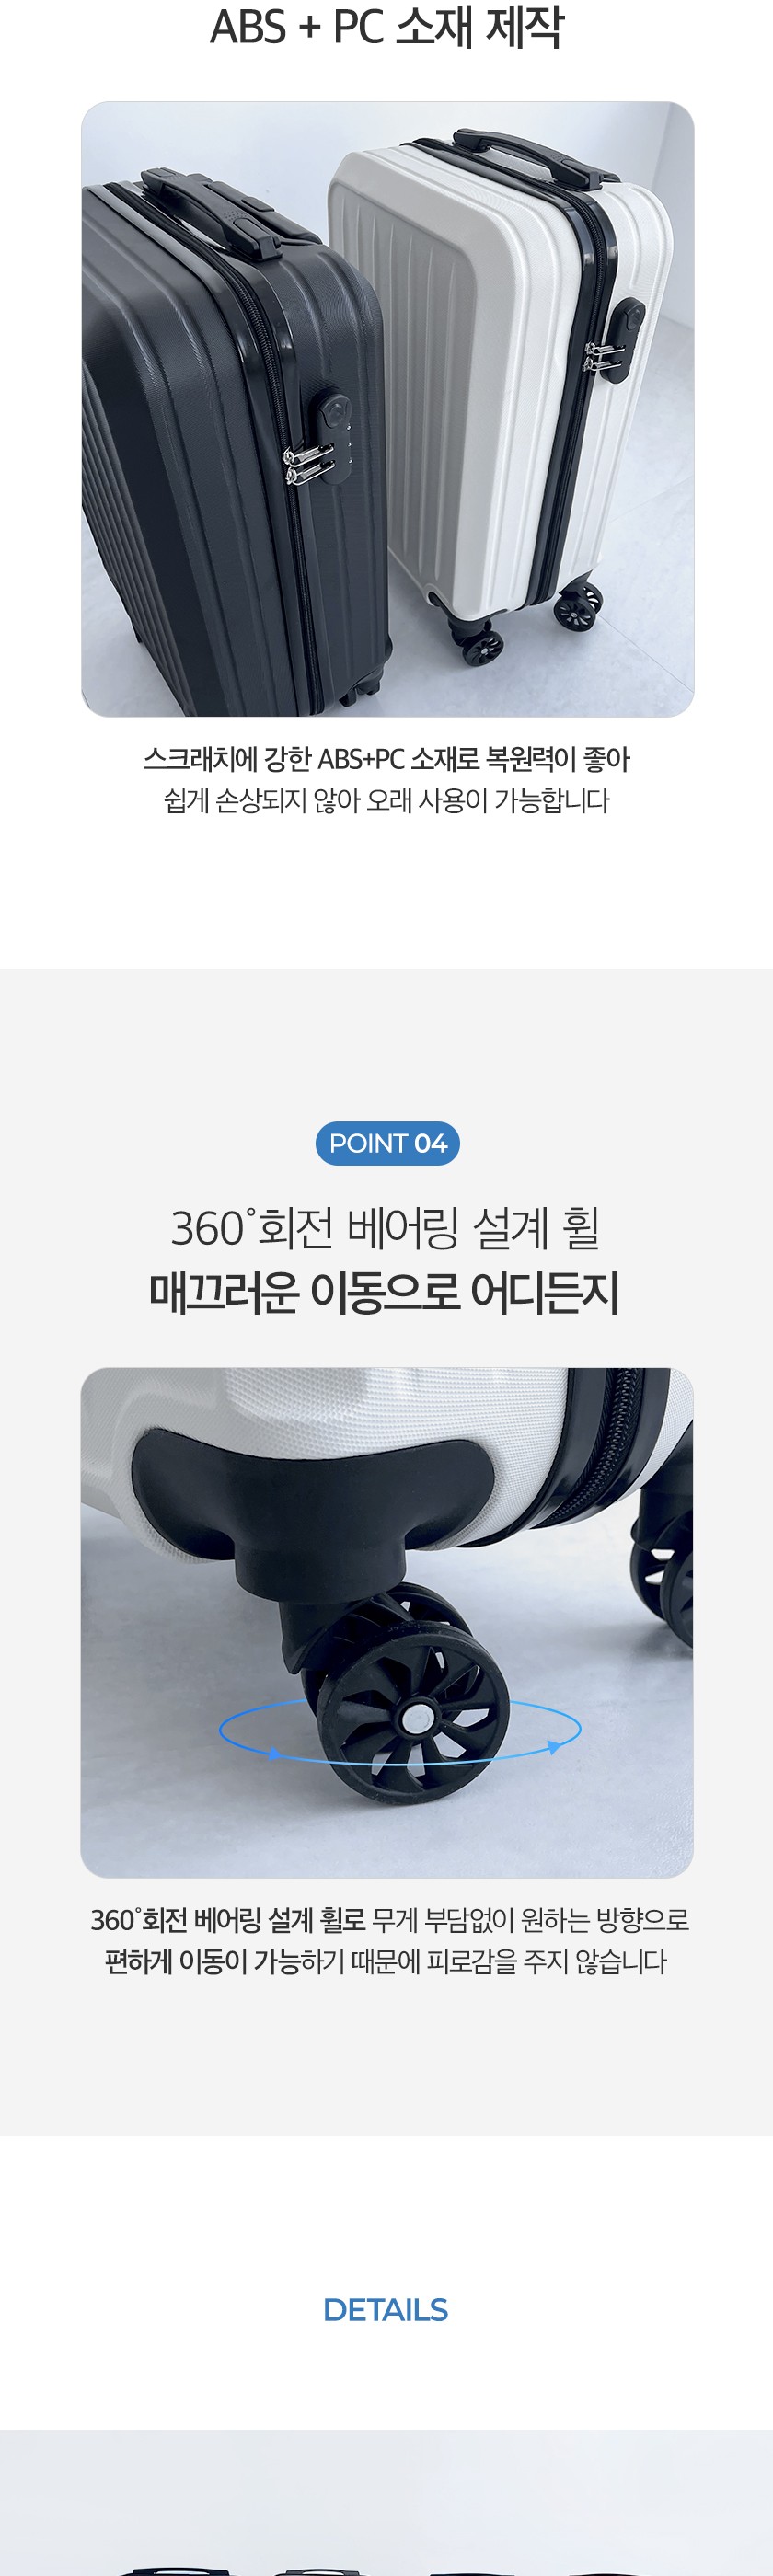 ABS + PC 소재 제작
스크래치에 강한 ABS+PC 소재로 복원력이 좋아
쉽게 손상되지 않아 오래 사용이 가능합니다
POINT 04
360˚회전 베어링 설계 휠
매끄러운 이동으로 어디든지
360˚회전 베어링 설계 휠로 무게 부담없이 원하는 방향으로
편하게 이동이 가능하기 때문에 피로감을 주지 않습니다
DETAILS